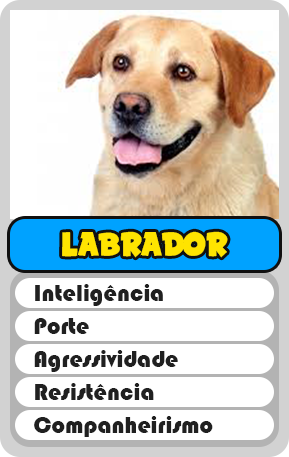 LABRADOR
Inteligência
Porte
Agressividade
Resistência
Companheirismo